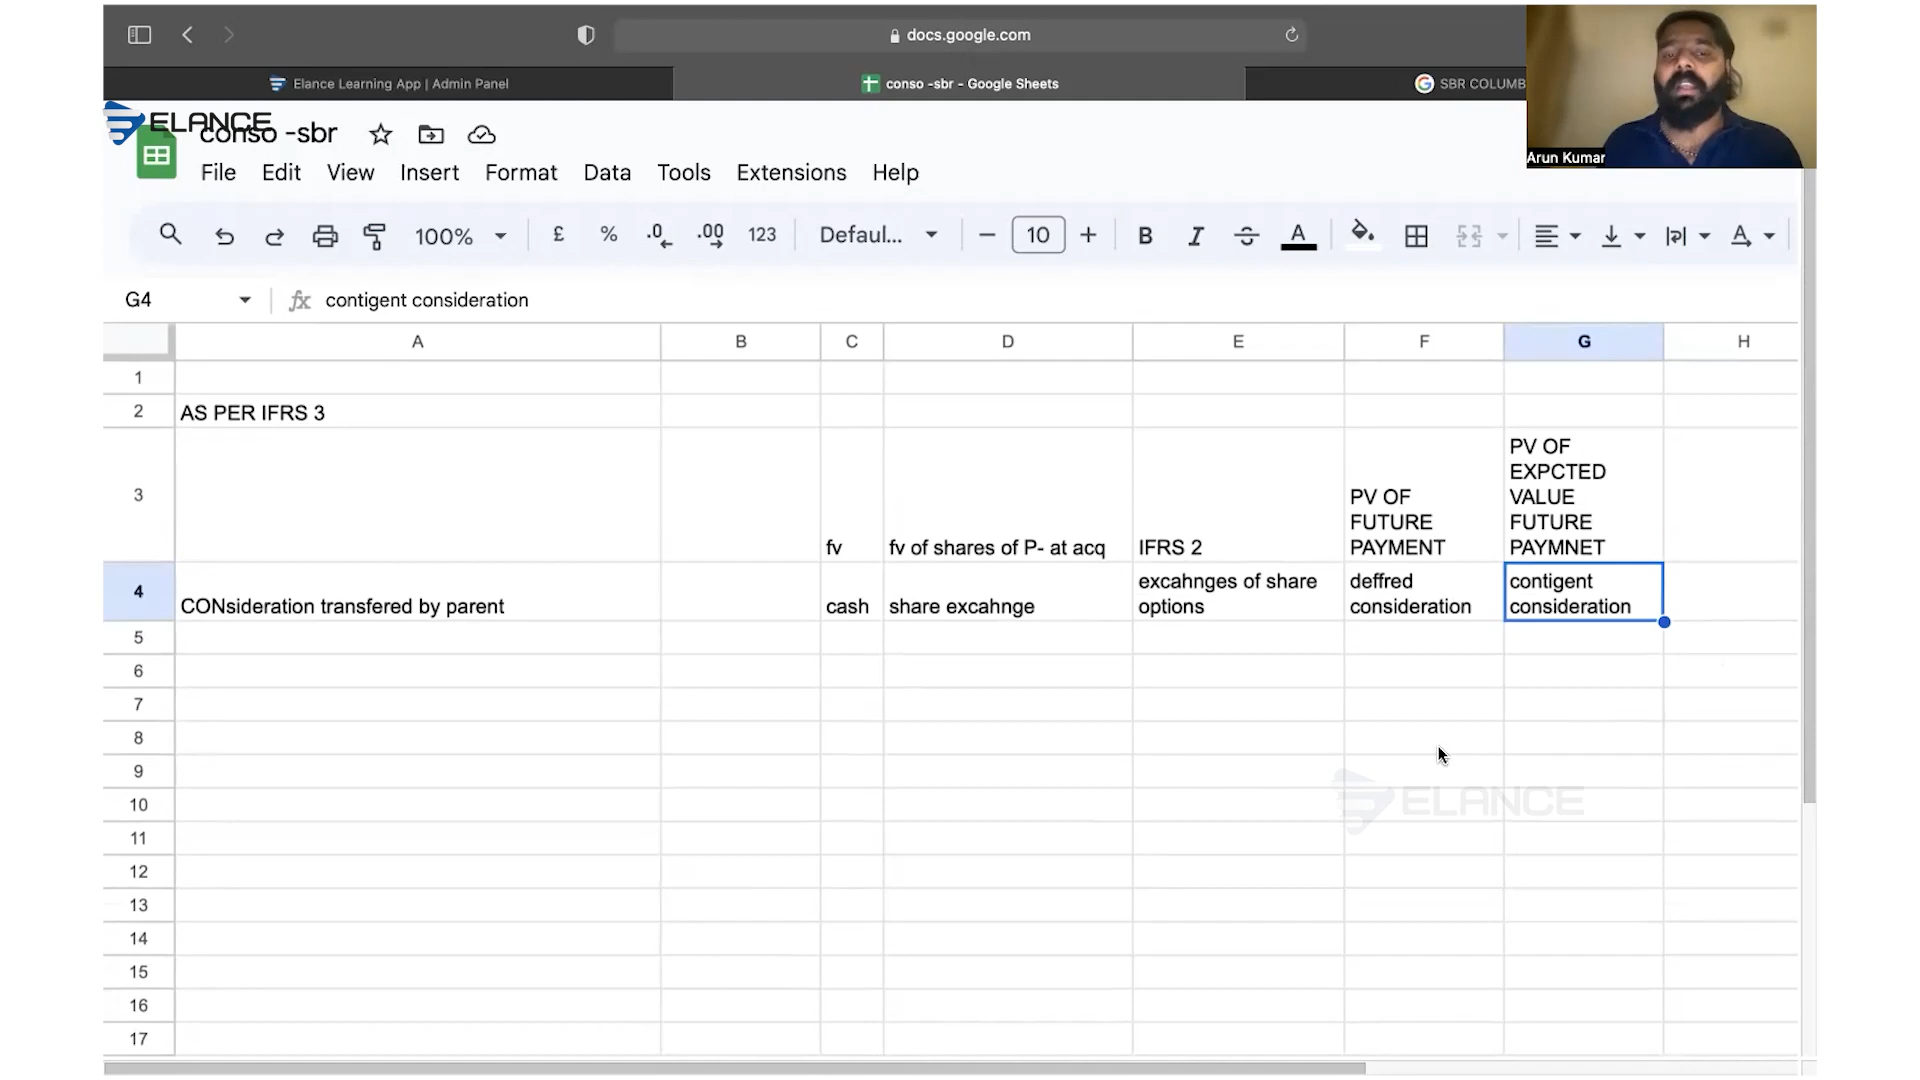 docs.google.com
Elance Learning App | Admin Panel
conso -sbr - Google Sheets
SBR COLUMB
ELANCE
conso -sbr
Arun Kumar
File Edit View Insert Format Data Tools Extensions Help
100% £ % .0 .00 123 Defaul... 10 B I A
G4 fx contigent consideration
A B C D E F G H
1
2 AS PER IFRS 3
3 fv fv of shares of P- at acq IFRS 2
PV OF
FUTURE
PAYMENT
PV OF
EXPCTED
VALUE
FUTURE
PAYMNET
4 CONsideration transfered by parent cash share excahnge
excahnges of share
options
deffred
consideration
contigent
consideration
5
6
7
8
9
10
ELANCE
11
12
13
14
15
16
17